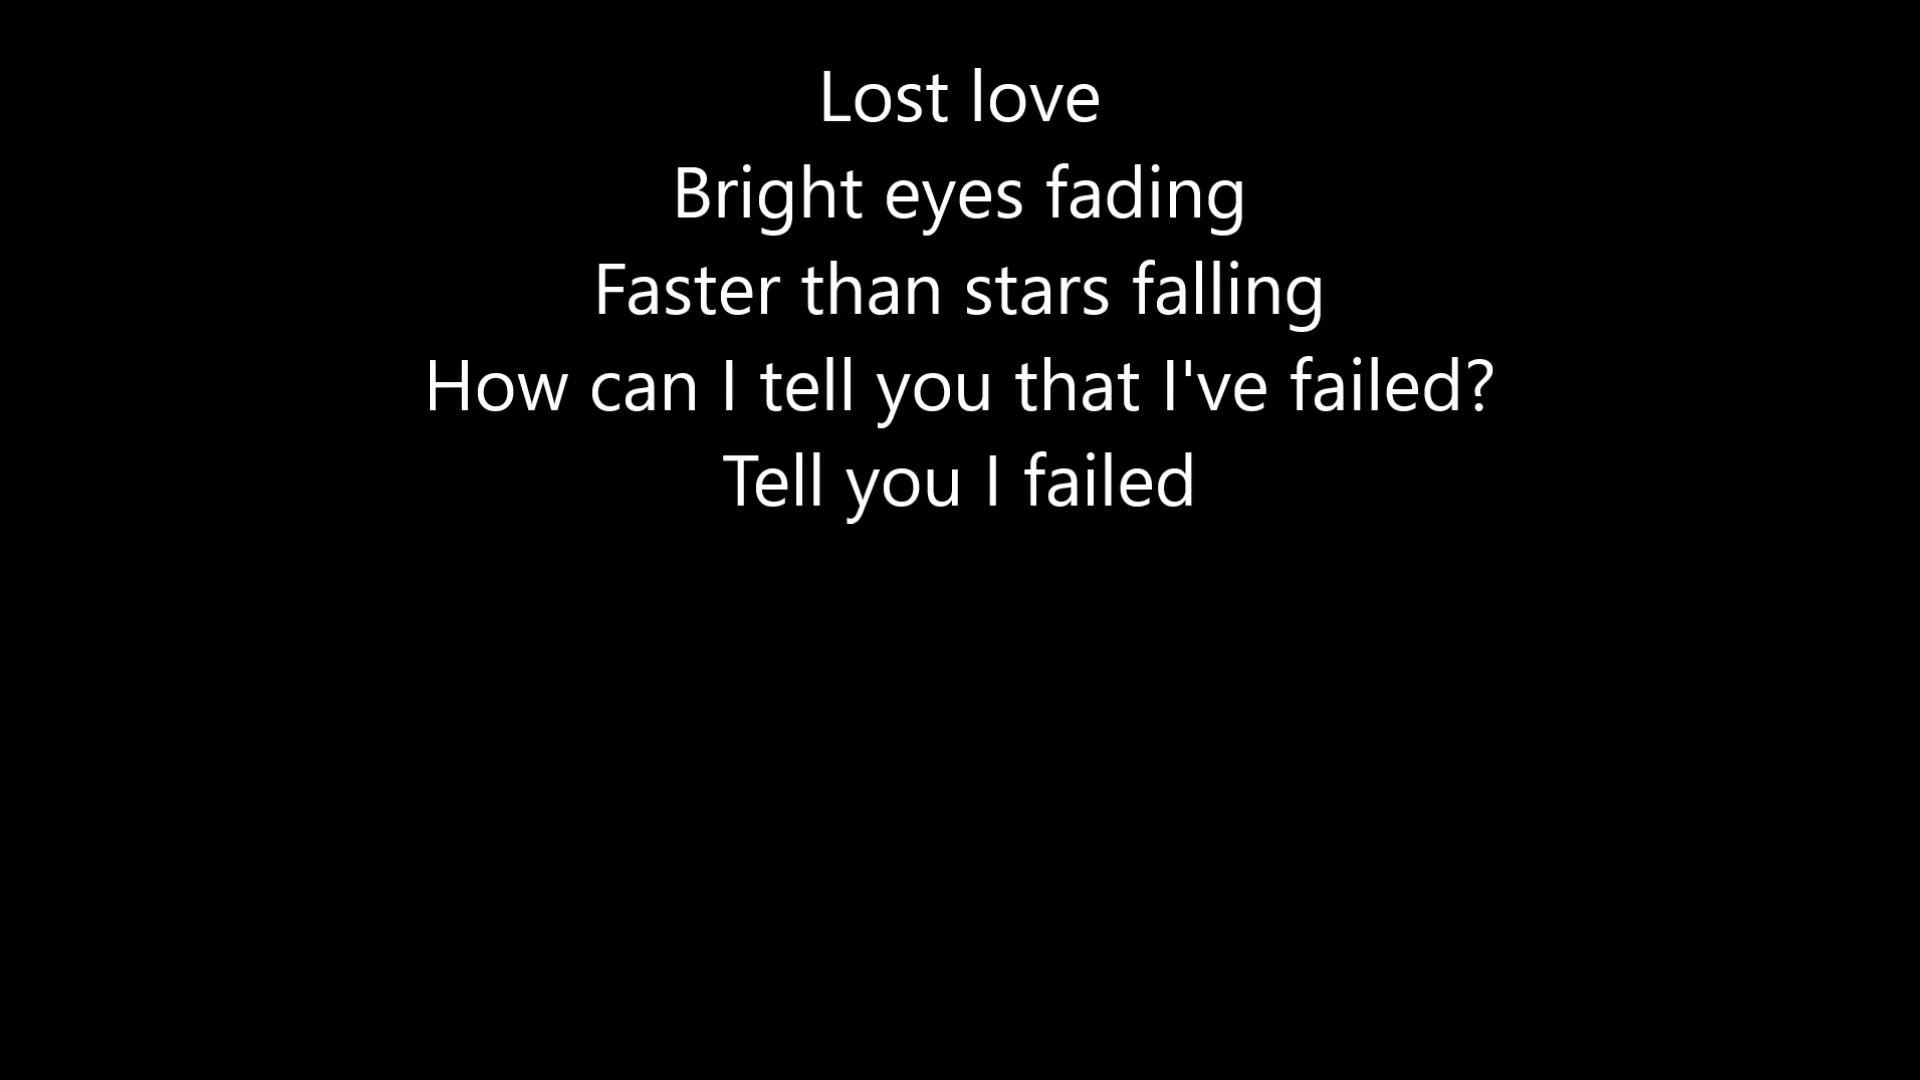 Lost love
Bright eyes fading
Faster than stars falling
How can I tell you that I've failed?
Tell you I failed